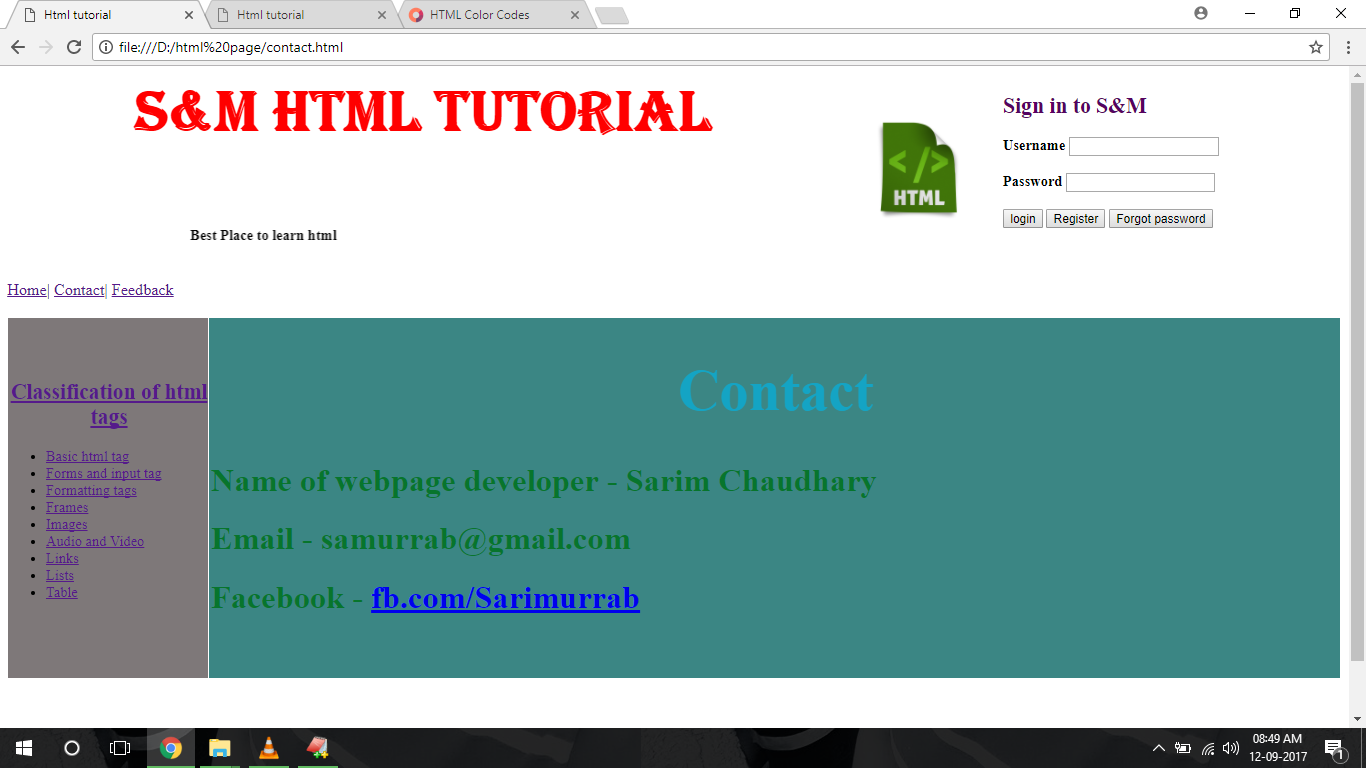 Html tutorial
Html tutorial
HTML Color Codes
file:///D:/html%20page/contact.html
S&M HTML TUTORIAL
Best Place to learn html
HTML
Sign in to S&M
Username
Password
login Register Forgot password
Home| Contact| Feedback
Classification of html
tags
Basic html tag
Forms and input tag
Formatting tags
Frames
Images
Audio and Video
Links
Lists
Table
Contact
Name of webpage developer - Sarim Chaudhary
Email - samurrab@gmail.com
Facebook - fb.com/Sarimurrab
08:49 AM
12-09-2017
1